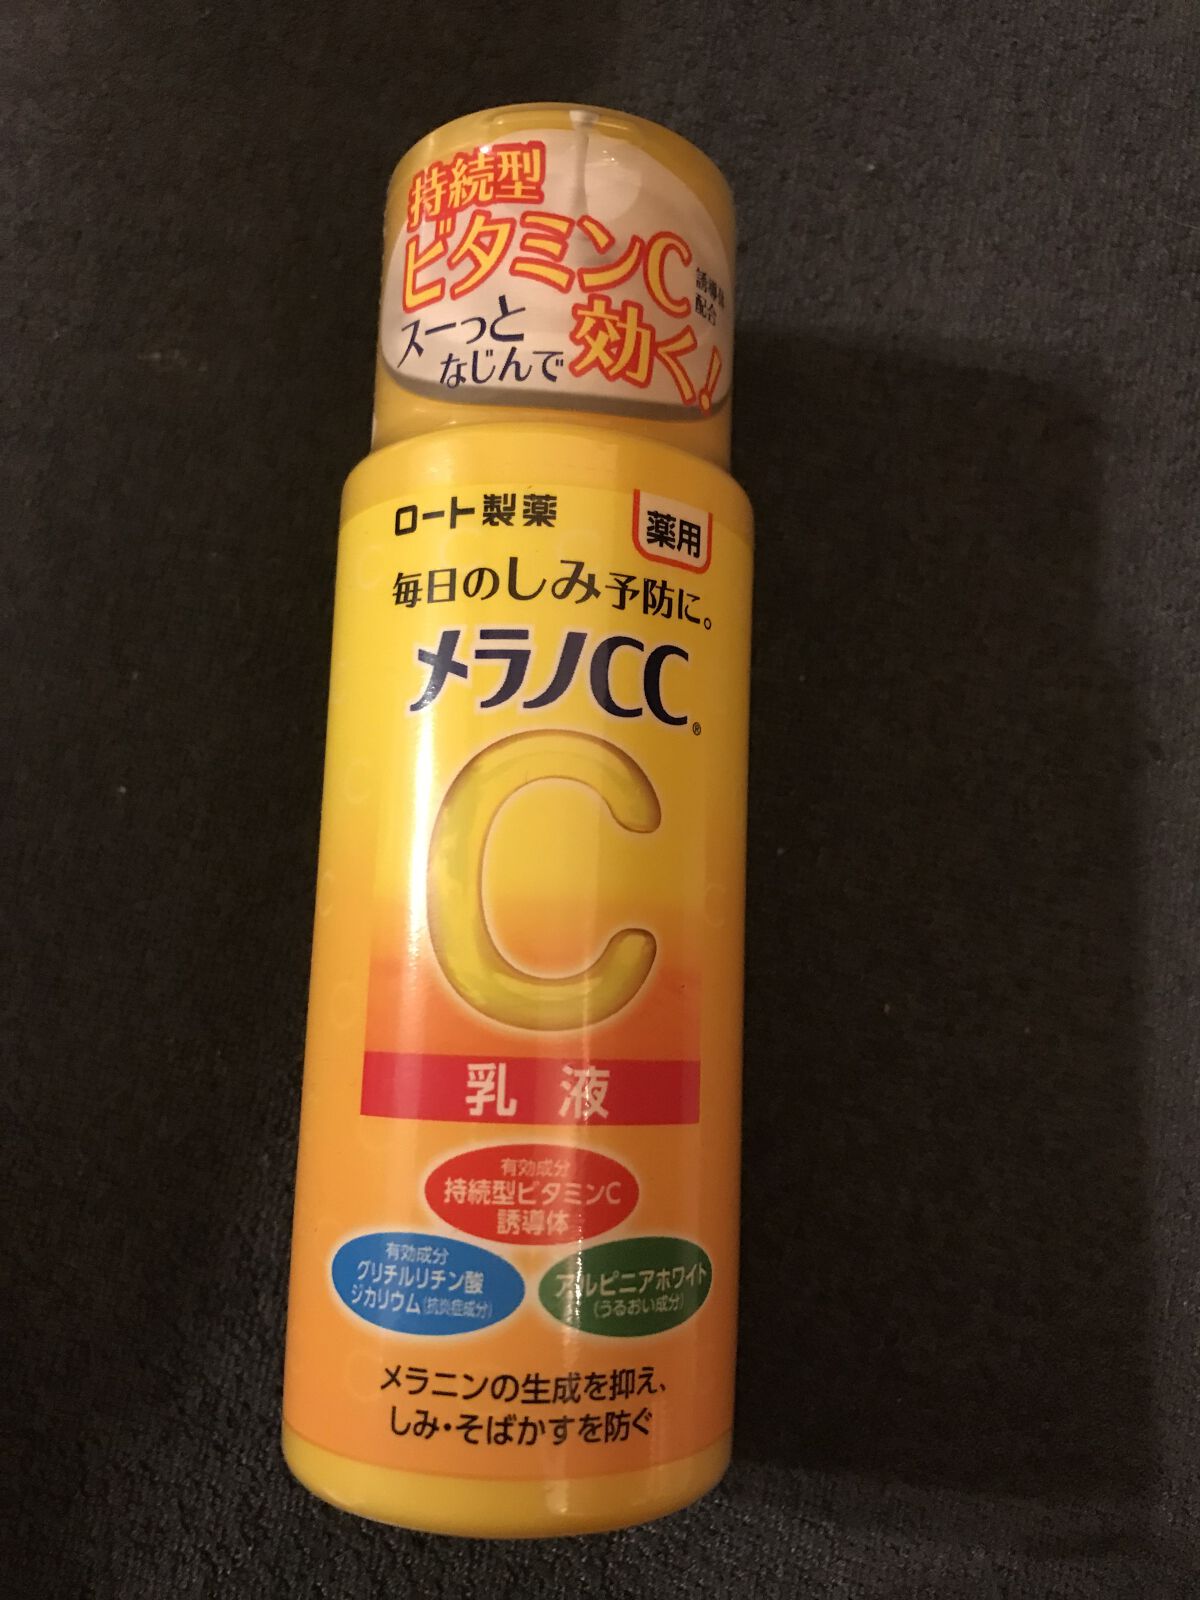 持続型
ビタミンC
誘導体
配合
スーっと
なじんで
効く!
ロート製薬
薬用
毎日のしみ予防に。
メラノCC®
C
乳液
有効成分
持続型ビタミンC
誘導体
有効成分
グリチルリチン酸
ジカリウム(抗炎症成分)
アルピニアホワイト
(うるおい成分)
メラニンの生成を抑え、
しみ・そばかすを防ぐ